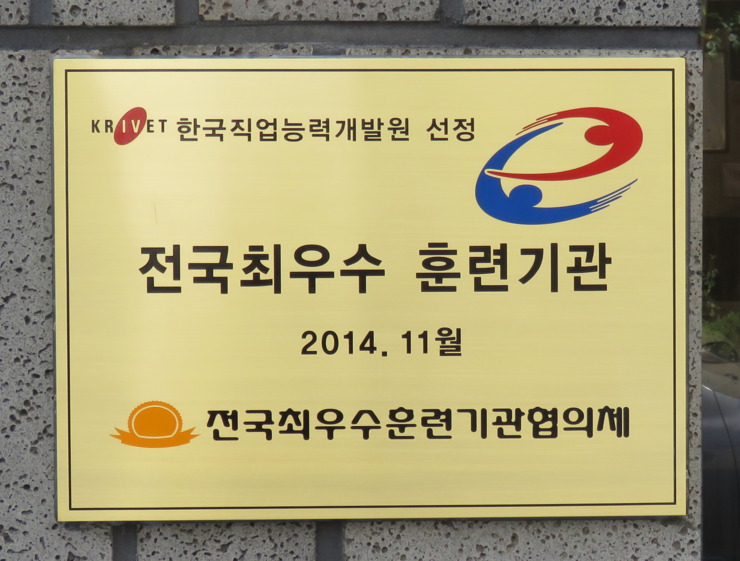 KRIVET 한국직업능력개발원 선정
전국최우수 훈련기관
2014. 11월
전국최우수훈련기관협의체